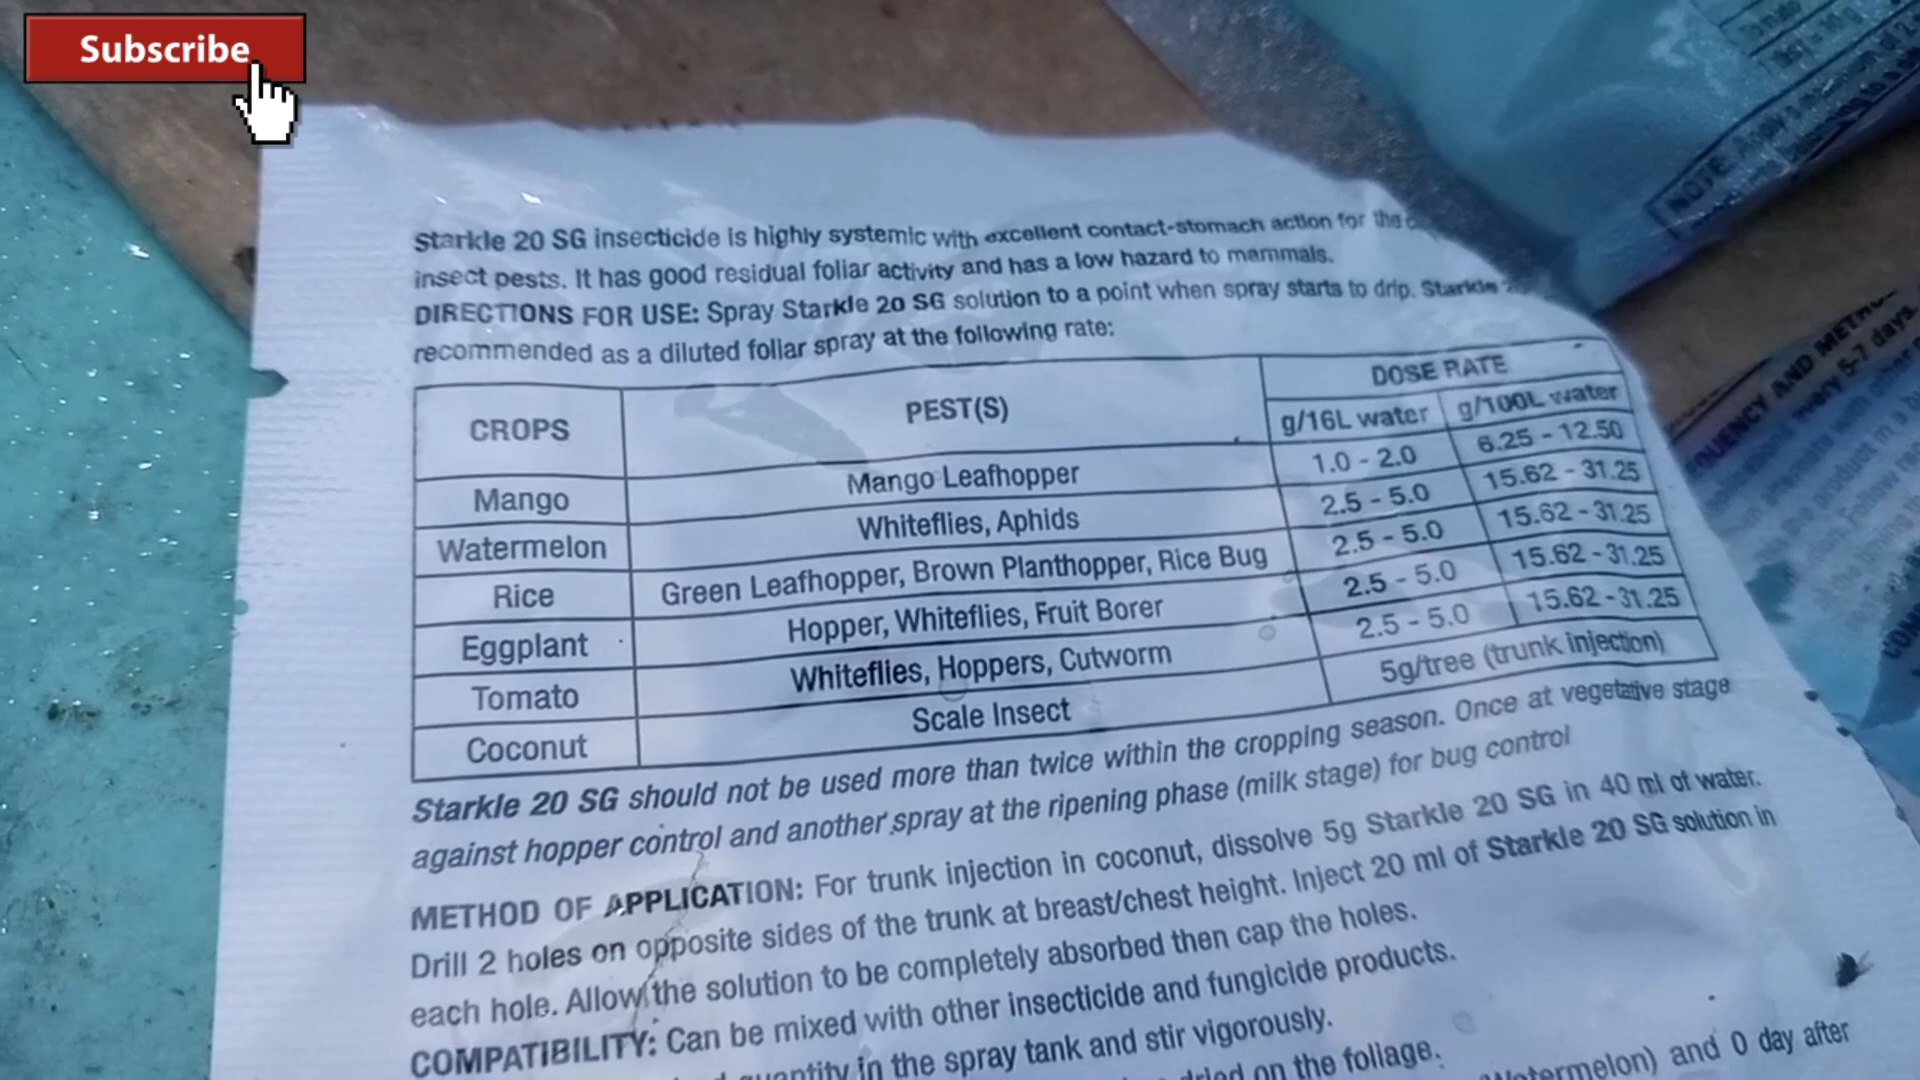 Subscribe
Starkle 20 SG insecticide is highly systemic with excellent contact-stomach action for the
insect pests. It has good residual foliar activity and has a low hazard to mammals.
DIRECTIONS FOR USE: Spray Starkle 20 SG solution to a point when spray starts to drip. Starkle
recommended as a diluted foliar spray at the following rate:
CROPS PEST(S) DOSE RATE
g/16L water g/100L water
Mango Mango Leafhopper 1.0 - 2.0 6.25 - 12.50
Watermelon Whiteflies, Aphids 2.5 - 5.0 15.62 - 31.25
Rice Green Leafhopper, Brown Planthopper, Rice Bug 2.5 - 5.0 15.62 - 31.25
Eggplant Hopper, Whiteflies, Fruit Borer 2.5 - 5.0 15.62 - 31.25
Tomato Whiteflies, Hoppers, Cutworm 2.5 - 5.0 15.62 - 31.25
Coconut Scale Insect 5g/tree (trunk injection)
Starkle 20 SG should not be used more than twice within the cropping season. Once at vegetative stage
against hopper control and another spray at the ripening phase (milk stage) for bug control
METHOD OF APPLICATION: For trunk injection in coconut, dissolve 5g Starkle 20 SG in 40 ml of water.
Drill 2 holes on opposite sides of the trunk at breast/chest height. Inject 20 ml of Starkle 20 SG solution in
each hole. Allow the solution to be completely absorbed then cap the holes.
COMPATIBILITY: Can be mixed with other insecticide and fungicide products.
quantity in the spray tank and stir vigorously.
dried on the foliage.
Watermelon) and 0 day after
NOTE
AND
5-7 days.